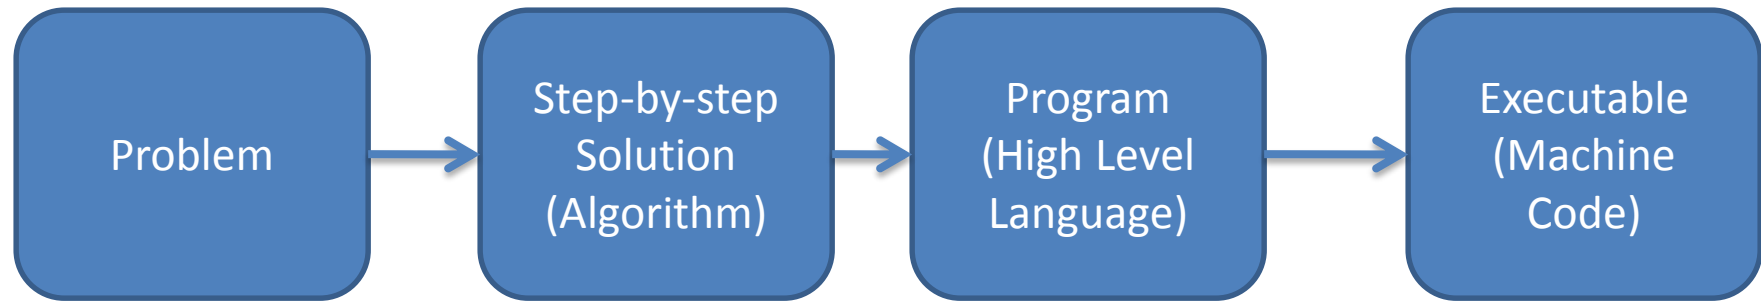 Problem
Step-by-step
Solution
(Algorithm)
Program
(High Level
Language)
Executable
(Machine
Code)